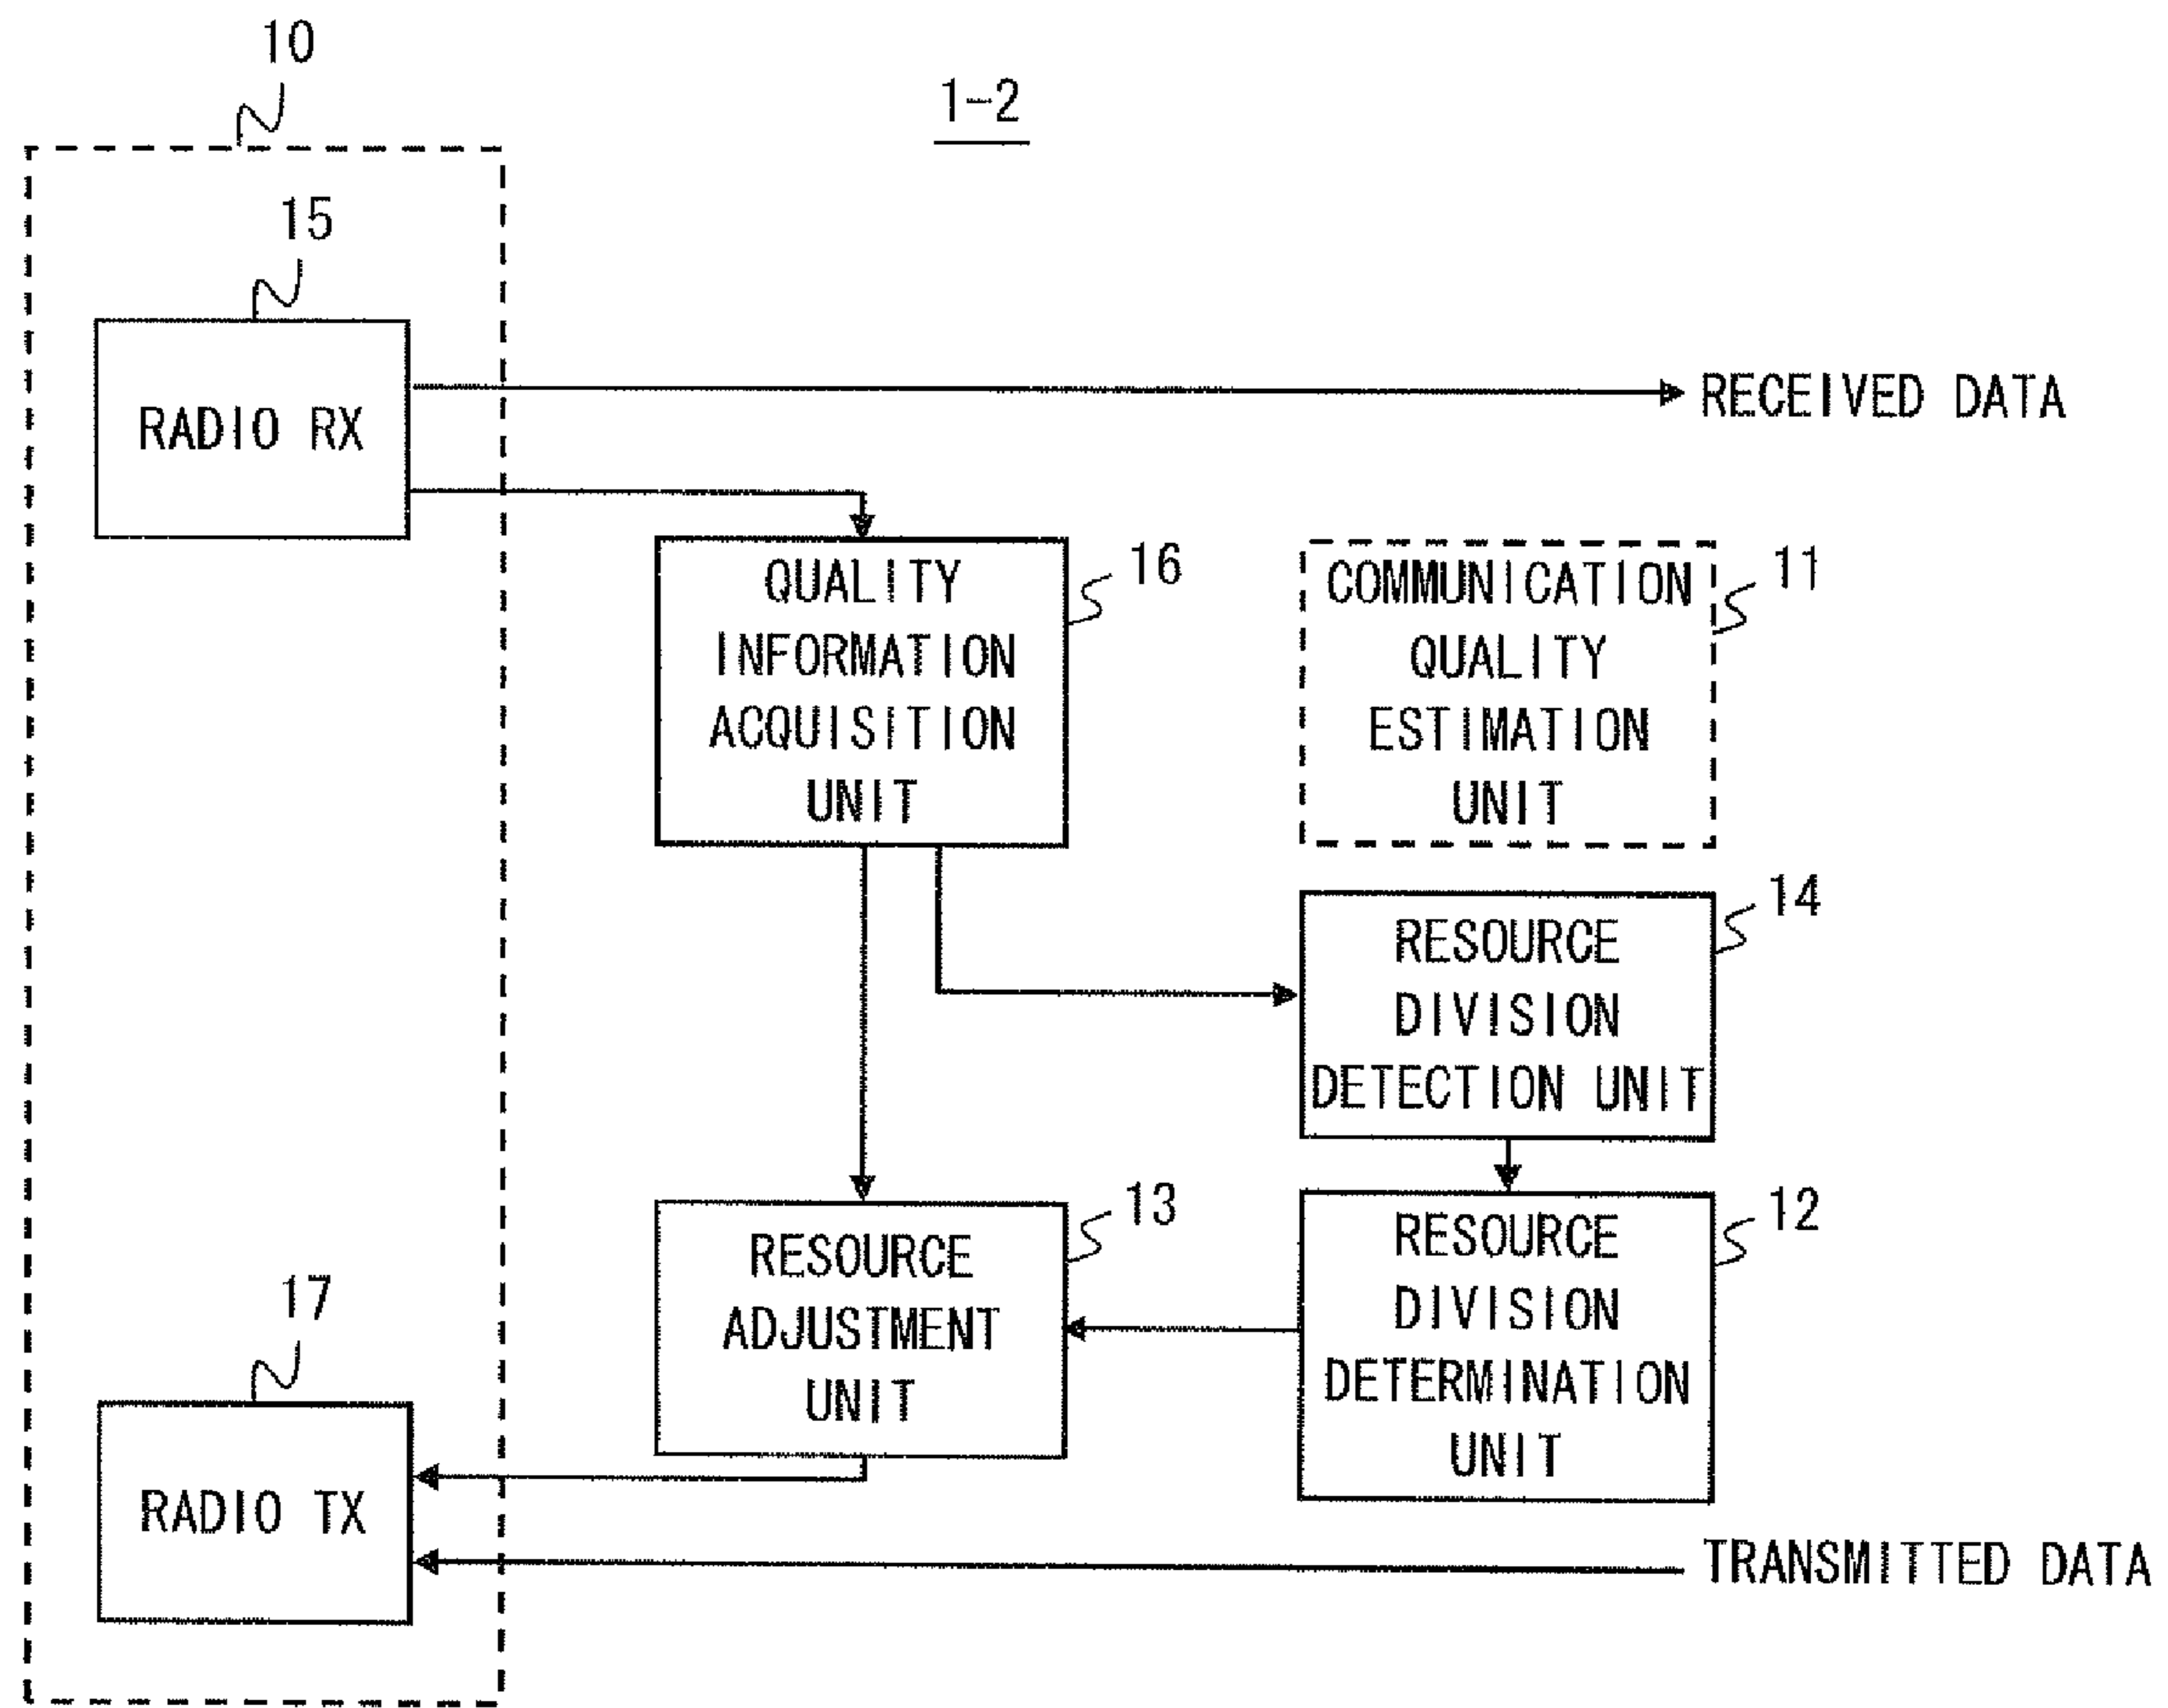 10
1-2
15
RADIO RX
RECEIVED DATA
QUALITY
INFORMATION
ACQUISITION
UNIT
16
COMMUNICATION
QUALITY
ESTIMATION
UNIT
11
RESOURCE
DIVISION
DETECTION UNIT
14
RESOURCE
ADJUSTMENT
UNIT
13
RESOURCE
DIVISION
DETERMINATION
UNIT
12
17
RADIO TX
TRANSMITTED DATA